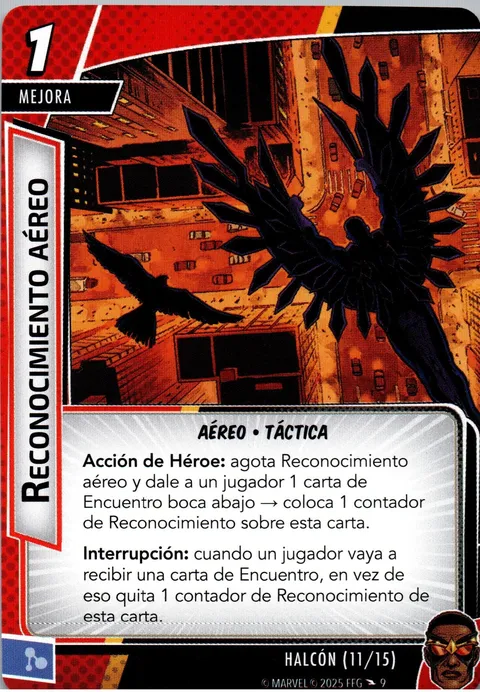 1
MEJORA
RECONOCIMIENTO AÉREO
AÉREO • TÁCTICA
Acción de Héroe: agota Reconocimiento
aéreo y dale a un jugador 1 carta de
Encuentro boca abajo → coloca 1 contador
de Reconocimiento sobre esta carta.
Interrupción: cuando un jugador vaya a
recibir una carta de Encuentro, en vez de
eso quita 1 contador de Reconocimiento de
esta carta.
HALCÓN (11/15)
© MARVEL © 2025 FFG 9